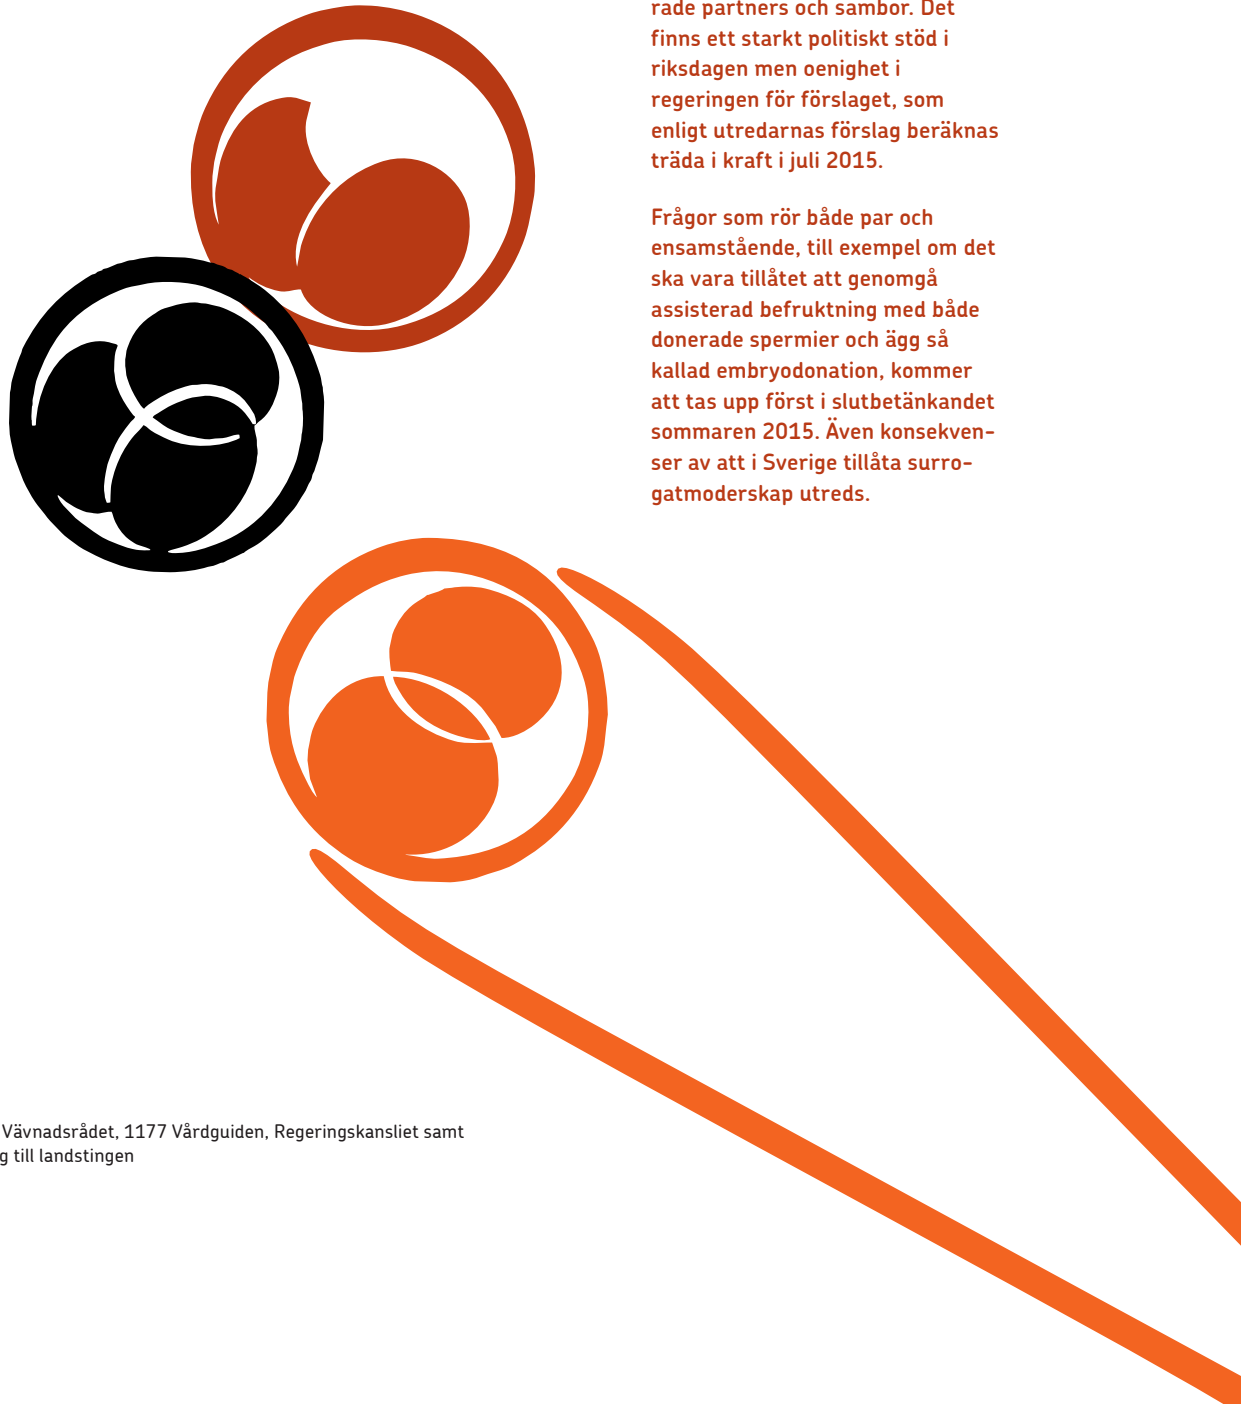 rade partners och sambor. Det
finns ett starkt politiskt stöd i
riksdagen men oenighet i
regeringen för förslaget, som
enligt utredarnas förslag beräknas
träda i kraft i juli 2015.
Frågor som rör både par och
ensamstående, till exempel om det
ska vara tillåtet att genomgå
assisterad befruktning med både
donerade spermier och ägg så
kallad embryodonation, kommer
att tas upp först i slutbetänkandet
sommaren 2015. Även konsekven-
ser av att i Sverige tillåta surro-
gatmoderskap utreds.
Vävnadsrådet, 1177 Vårdguiden, Regeringskansliet samt
g till landstingen